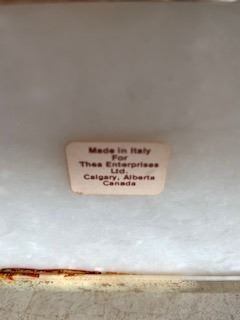 Made in Italy
For
Thea Enterprises
Ltd.
Calgary, Alberta
Canada